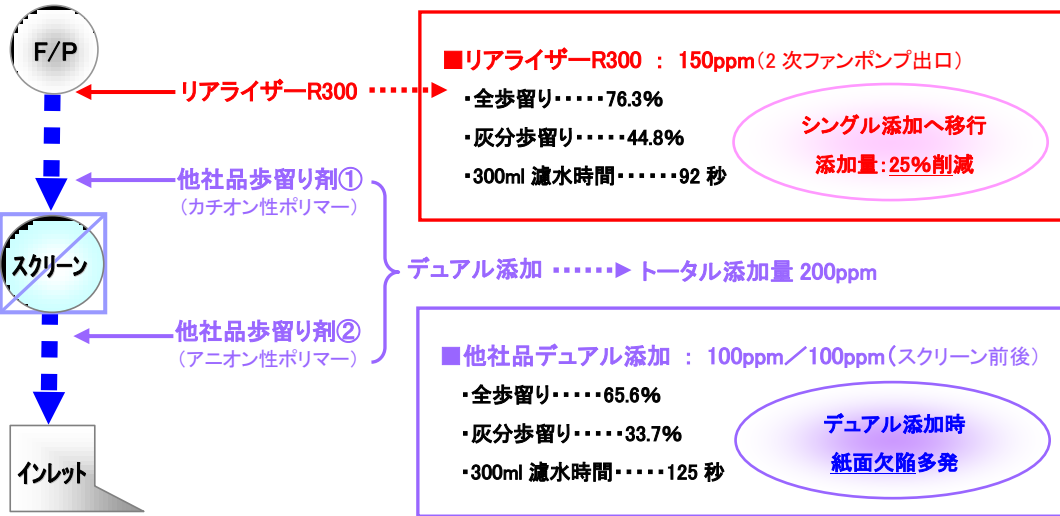 F/P
リアライザーR300
他社品歩留り剤①
(カチオン性ポリマー)
スクリーン
デュアル添加 ……▶ トータル添加量 200ppm
他社品歩留り剤②
(アニオン性ポリマー)
インレット
■リアライザーR300 : 150ppm(2次ファンポンプ出口)
・全歩留り・・・・・76.3%
・灰分歩留り・・・・・44.8%
・300ml 濾水時間・・・・・・92 秒
シングル添加へ移行
添加量:25%削減
■他社品デュアル添加 : 100ppm/100ppm(スクリーン前後)
・全歩留り・・・・・65.6%
・灰分歩留り・・・・・33.7%
・300ml 濾水時間・・・・・125 秒
デュアル添加時
紙面欠陥多発